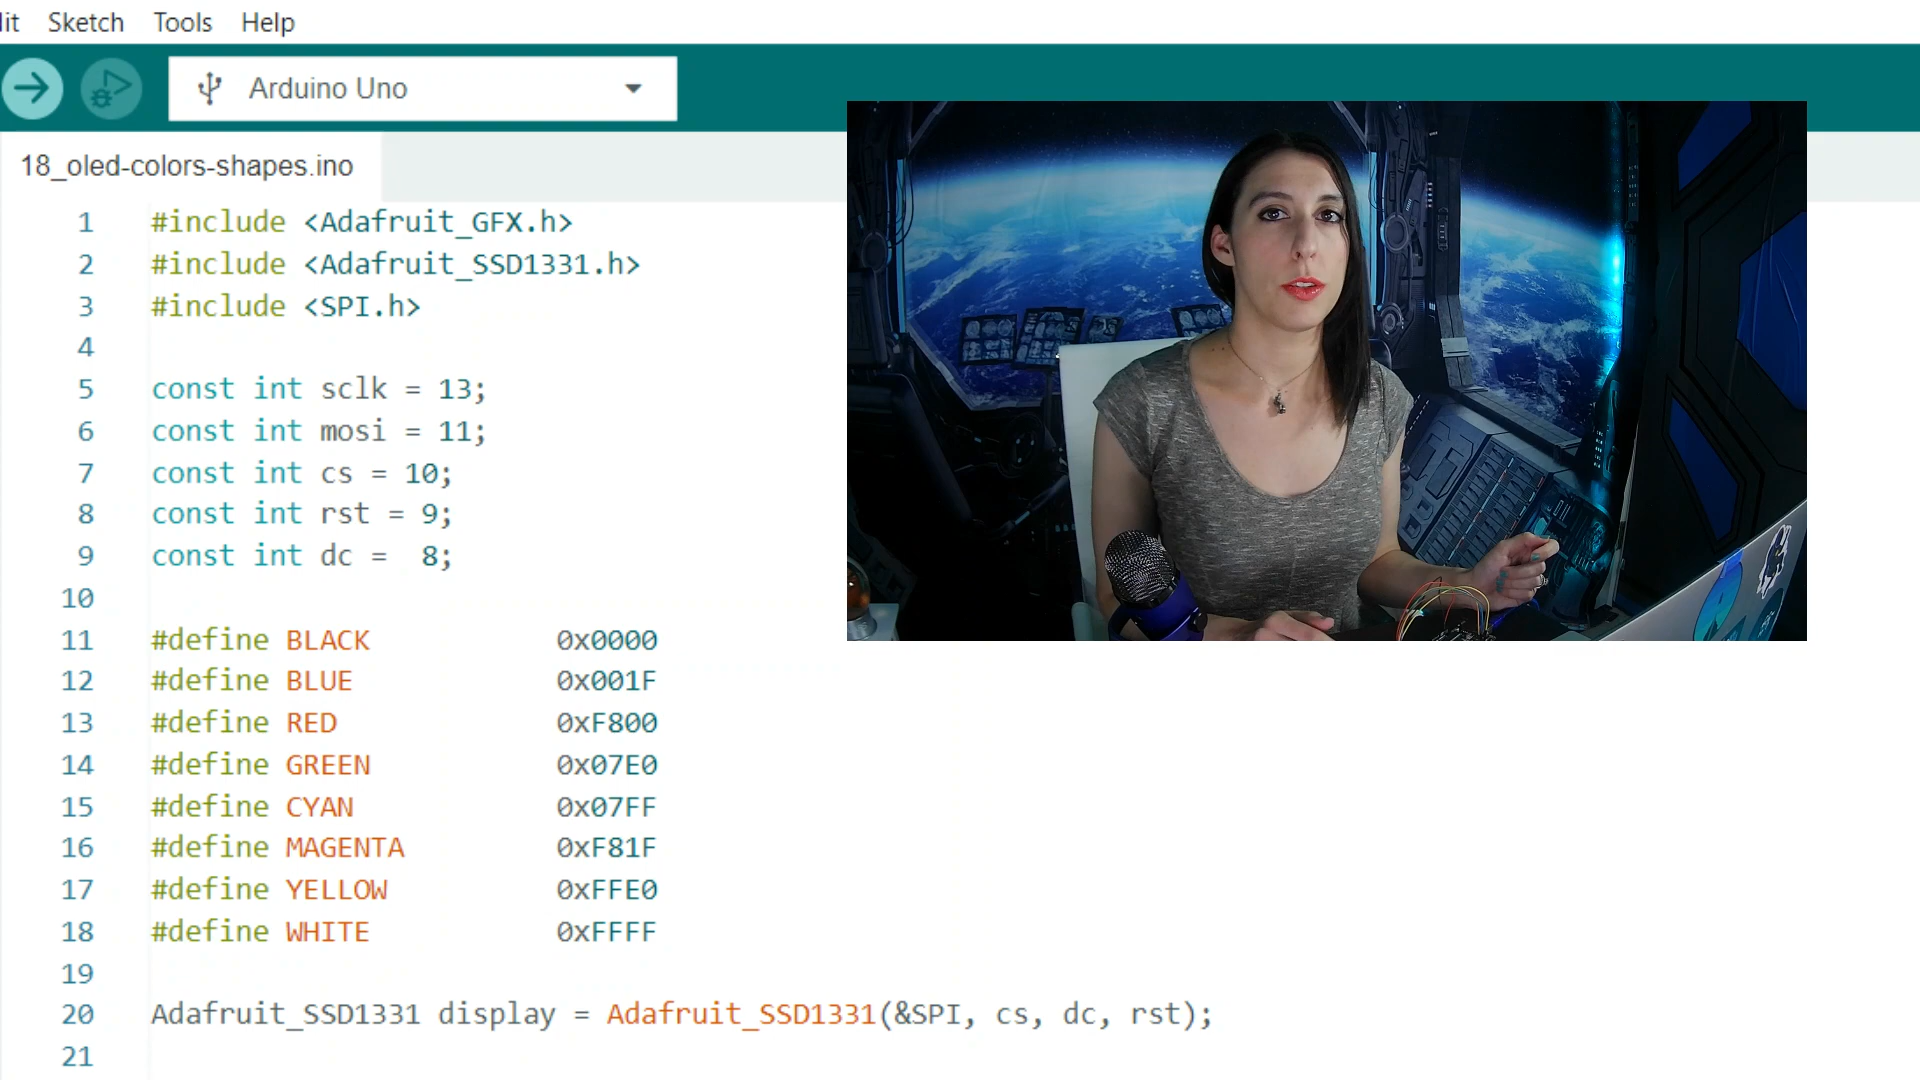 it Sketch Tools Help
Arduino Uno
18_oled-colors-shapes.ino
1 #include <Adafruit_GFX.h>
2 #include <Adafruit_SSD1331.h>
3 #include <SPI.h>
4
5 const int sclk = 13;
6 const int mosi = 11;
7 const int cs = 10;
8 const int rst = 9;
9 const int dc =  8;
10
11 #define BLACK           0x0000
12 #define BLUE            0x001F
13 #define RED             0xF800
14 #define GREEN           0x07E0
15 #define CYAN            0x07FF
16 #define MAGENTA         0xF81F
17 #define YELLOW          0xFFE0
18 #define WHITE           0xFFFF
19
20 Adafruit_SSD1331 display = Adafruit_SSD1331(&SPI, cs, dc, rst);
21